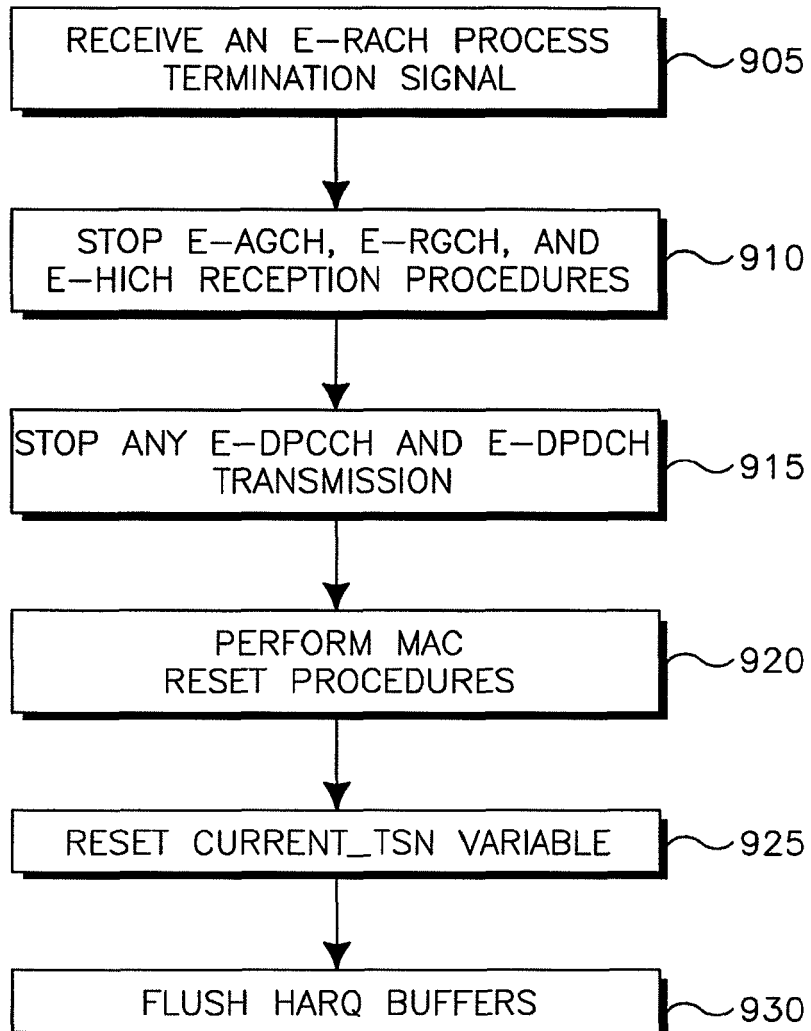 RECEIVE AN E-RACH PROCESS
TERMINATION SIGNAL
905
STOP E-AGCH, E-RGCH, AND
E-HICH RECEPTION PROCEDURES
910
STOP ANY E-DPCCH AND E-DPDCH
TRANSMISSION
915
PERFORM MAC
RESET PROCEDURES
920
RESET CURRENT_TSN VARIABLE
925
FLUSH HARQ BUFFERS
930